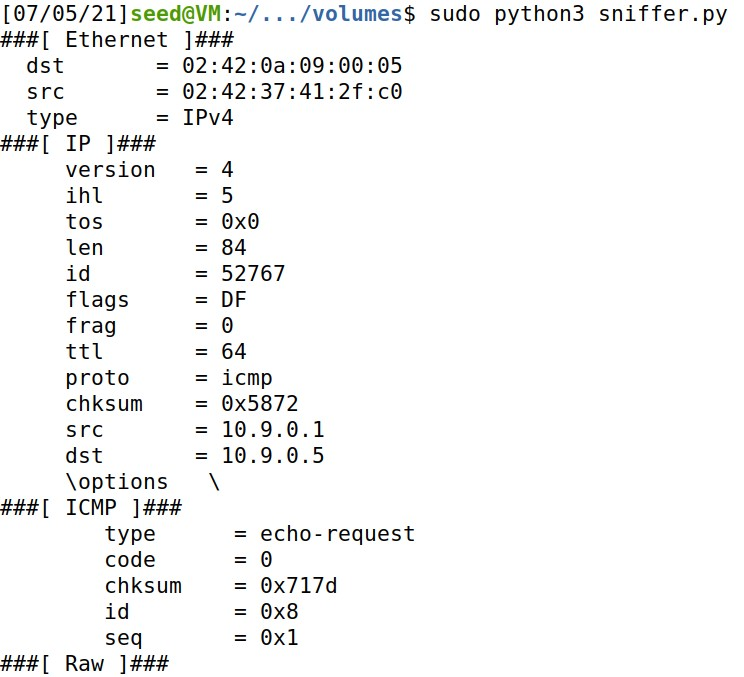 [07/05/21]seed@VM:~/.../volumes$ sudo python3 sniffer.py
###[ Ethernet ]###
  dst       = 02:42:0a:09:00:05
  src       = 02:42:37:41:2f:c0
  type      = IPv4
###[ IP ]###
     version   = 4
     ihl       = 5
     tos       = 0x0
     len       = 84
     id        = 52767
     flags     = DF
     frag      = 0
     ttl       = 64
     proto     = icmp
     chksum    = 0x5872
     src       = 10.9.0.1
     dst       = 10.9.0.5
     \options   \
###[ ICMP ]###
        type      = echo-request
        code      = 0
        chksum    = 0x717d
        id        = 0x8
        seq       = 0x1
###[ Raw ]###